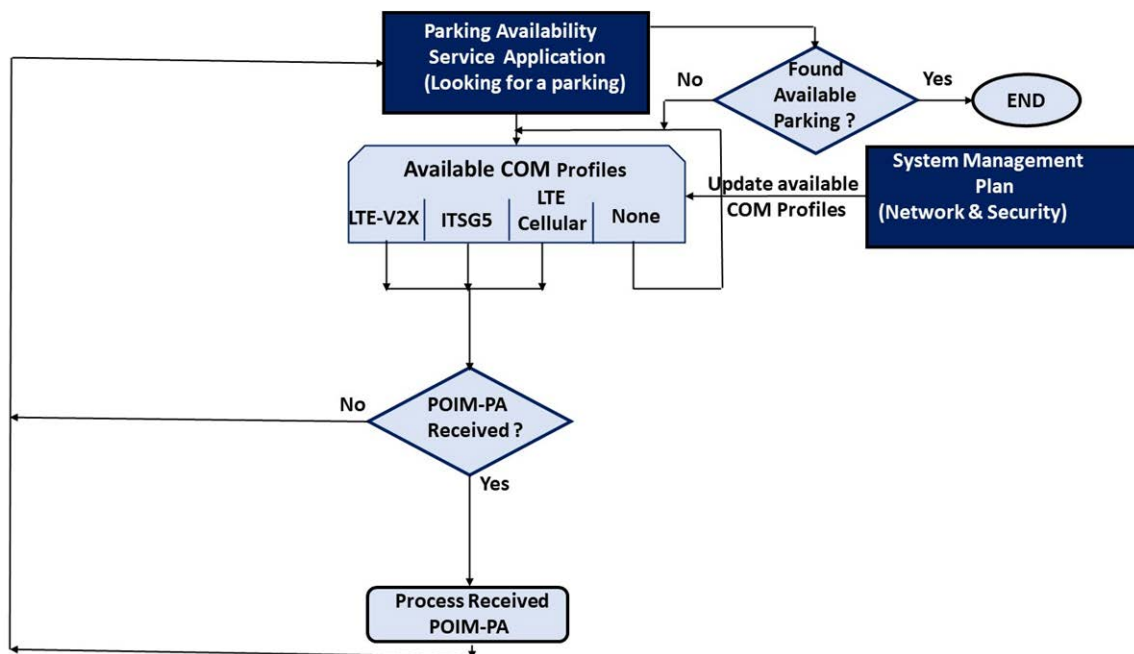 Parking Availability
Service Application
(Looking for a parking)
No
Found
Available
Parking ?
Yes
END
Available COM Profiles
LTE-V2X
ITSG5
LTE
Cellular
None
Update available
COM Profiles
System Management
Plan
(Network & Security)
No
POIM-PA
Received ?
Yes
Process Received
POIM-PA